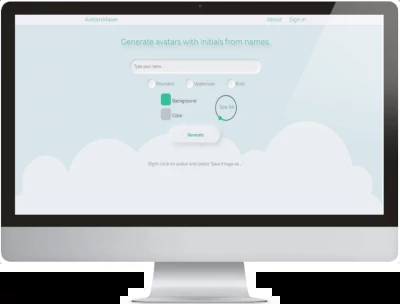 AvatarsMaker
About Sign in
Generate avatars with initials from names.
Type your name...
Rounded Uppercase Bold
Background
Size 64
Color
Generate
Right-click on avatar and select "Save Image as..."